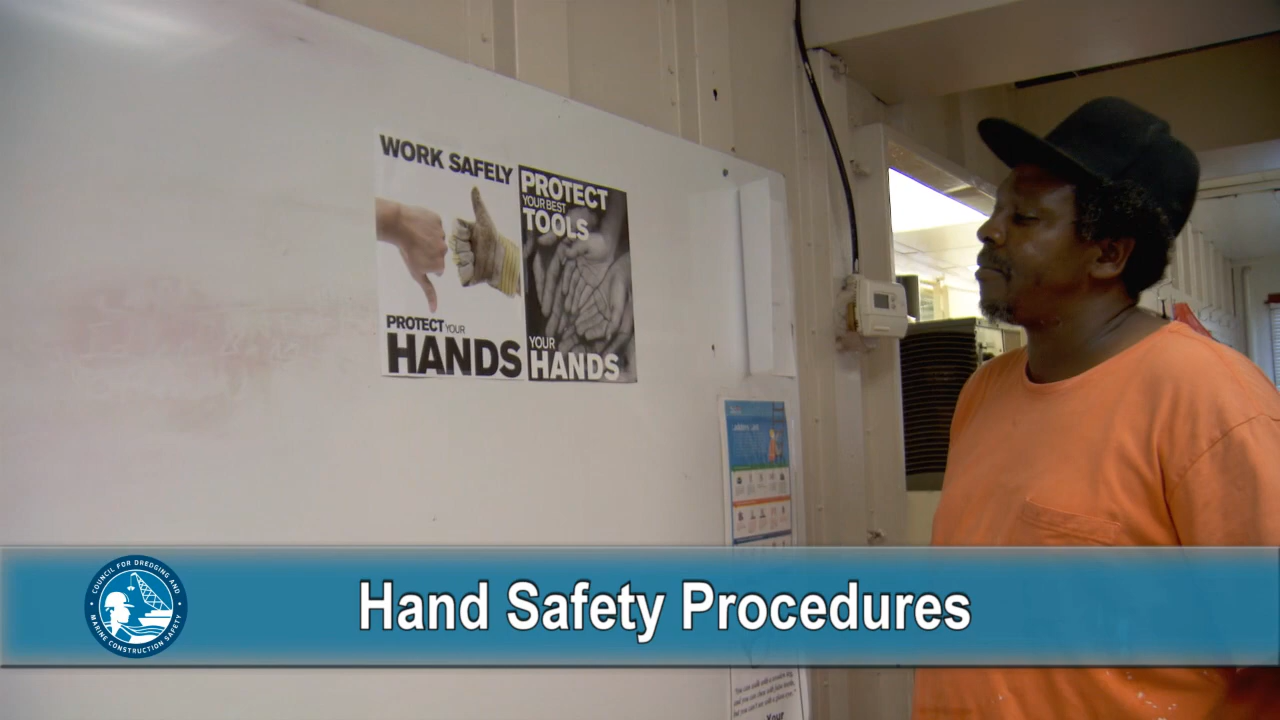 WORK SAFELY
PROTECT YOUR
HANDS
PROTECT
YOUR BEST
TOOLS
YOUR
HANDS
COUNCIL FOR DREDGING AND
MARINE CONSTRUCTION SAFETY
Hand Safety Procedures
Your